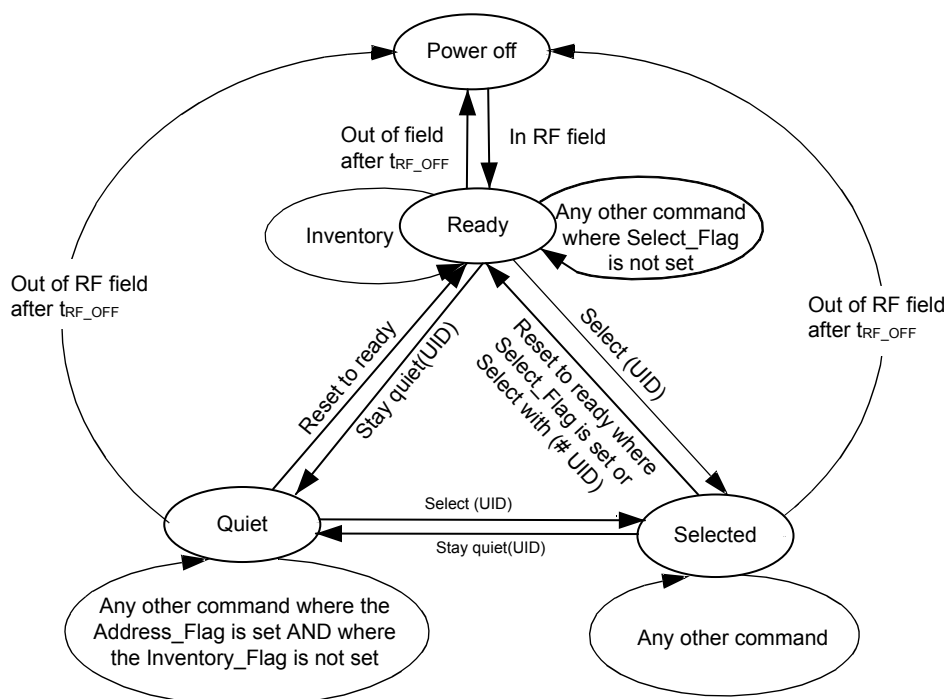 Power off
Out of field
after tRF_OFF
In RF field
Ready
Inventory
Any other command
where Select_Flag
is not set
Out of RF field
after tRF_OFF
Out of RF field
after tRF_OFF
Reset to ready
Stay quiet(UID)
Reset to ready where
Select_Flag is set or
Select with (# UID)
Select (UID)
Quiet
Select (UID)
Stay quiet(UID)
Selected
Any other command where the
Address_Flag is set AND where
the Inventory_Flag is not set
Any other command